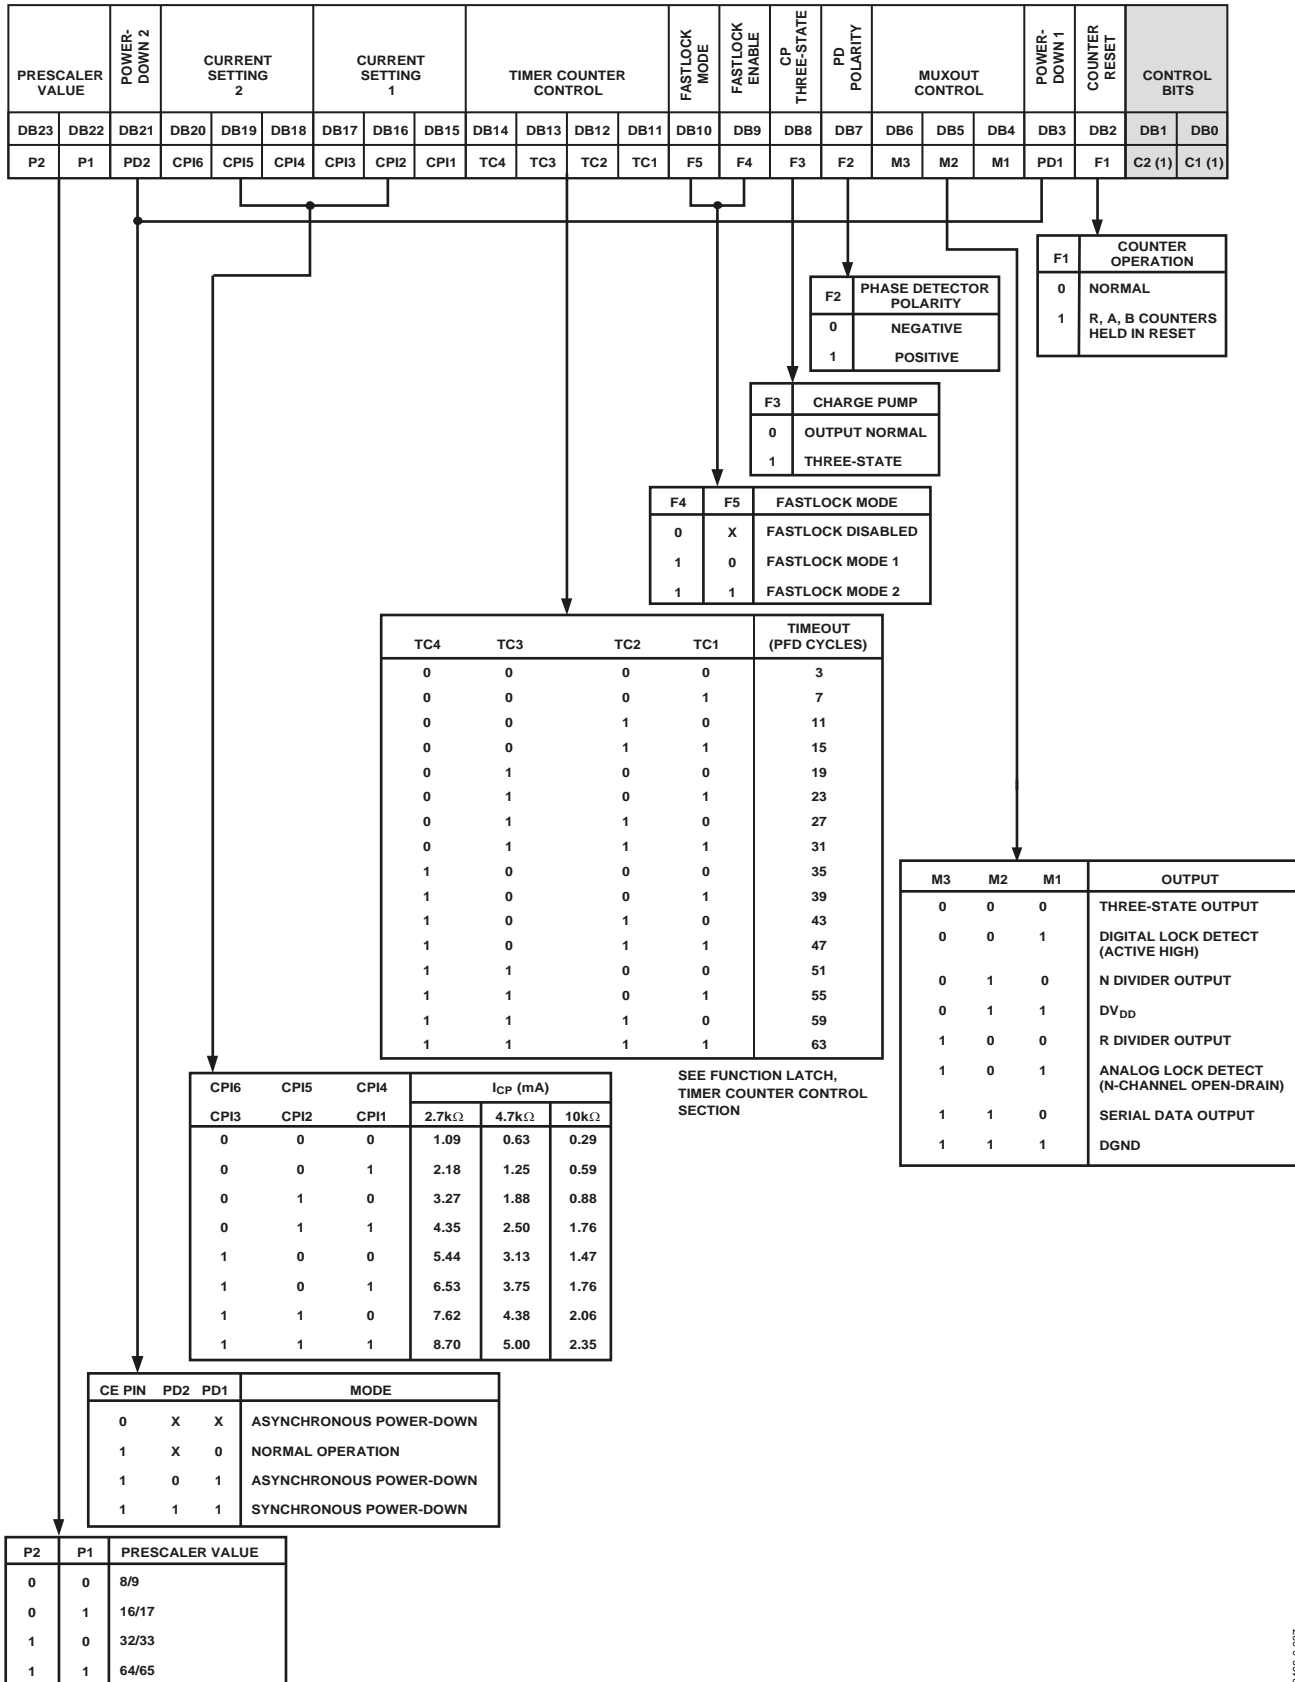 PRESCALER VALUE
POWER-DOWN 2
CURRENT SETTING 2
CURRENT SETTING 1
TIMER COUNTER CONTROL
FASTLOCK MODE
FASTLOCK ENABLE
CP THREE-STATE
PD POLARITY
MUXOUT CONTROL
POWER-DOWN 1
COUNTER RESET
CONTROL BITS
DB23 DB22 DB21 DB20 DB19 DB18 DB17 DB16 DB15 DB14 DB13 DB12 DB11 DB10 DB9 DB8 DB7 DB6 DB5 DB4 DB3 DB2 DB1 DB0
P2 P1 PD2 CPI6 CPI5 CPI4 CPI3 CPI2 CPI1 TC4 TC3 TC2 TC1 F5 F4 F3 F2 M3 M2 M1 PD1 F1 C2 (1) C1 (1)
F1 COUNTER OPERATION
0 NORMAL
1 R, A, B COUNTERS
HELD IN RESET
F2 PHASE DETECTOR POLARITY
0 NEGATIVE
1 POSITIVE
F3 CHARGE PUMP
0 OUTPUT NORMAL
1 THREE-STATE
F4 F5 FASTLOCK MODE
0 X FASTLOCK DISABLED
1 0 FASTLOCK MODE 1
1 1 FASTLOCK MODE 2
TC4 TC3 TC2 TC1 TIMEOUT (PFD CYCLES)
0 0 0 0 3
0 0 0 1 7
0 0 1 0 11
0 0 1 1 15
0 1 0 0 19
0 1 0 1 23
0 1 1 0 27
0 1 1 1 31
1 0 0 0 35
1 0 0 1 39
1 0 1 0 43
1 0 1 1 47
1 1 0 0 51
1 1 0 1 55
1 1 1 0 59
1 1 1 1 63
SEE FUNCTION LATCH,
TIMER COUNTER CONTROL
SECTION
M3 M2 M1 OUTPUT
0 0 0 THREE-STATE OUTPUT
0 0 1 DIGITAL LOCK DETECT
(ACTIVE HIGH)
0 1 0 N DIVIDER OUTPUT
0 1 1 DVDD
1 0 0 R DIVIDER OUTPUT
1 0 1 ANALOG LOCK DETECT
(N-CHANNEL OPEN-DRAIN)
1 1 0 SERIAL DATA OUTPUT
1 1 1 DGND
CPI6 CPI5 CPI4 ICP (mA)
CPI3 CPI2 CPI1 2.7kΩ 4.7kΩ 10kΩ
0 0 0 1.09 0.63 0.29
0 0 1 2.18 1.25 0.59
0 1 0 3.27 1.88 0.88
0 1 1 4.35 2.50 1.76
1 0 0 5.44 3.13 1.47
1 0 1 6.53 3.75 1.76
1 1 0 7.62 4.38 2.06
1 1 1 8.70 5.00 2.35
CE PIN PD2 PD1 MODE
0 X X ASYNCHRONOUS POWER-DOWN
1 X 0 NORMAL OPERATION
1 0 1 ASYNCHRONOUS POWER-DOWN
1 1 1 SYNCHRONOUS POWER-DOWN
P2 P1 PRESCALER VALUE
0 0 8/9
0 1 16/17
1 0 32/33
1 1 64/65